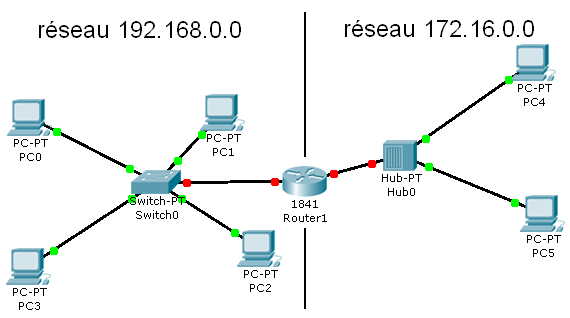 réseau 192.168.0.0
réseau 172.16.0.0
PC-PT
PC4
PC-PT
PC0
PC-PT
PC1
Switch-PT
Switch0
1841
Router1
Hub-PT
Hub0
PC-PT
PC5
PC-PT
PC2
PC-PT
PC3